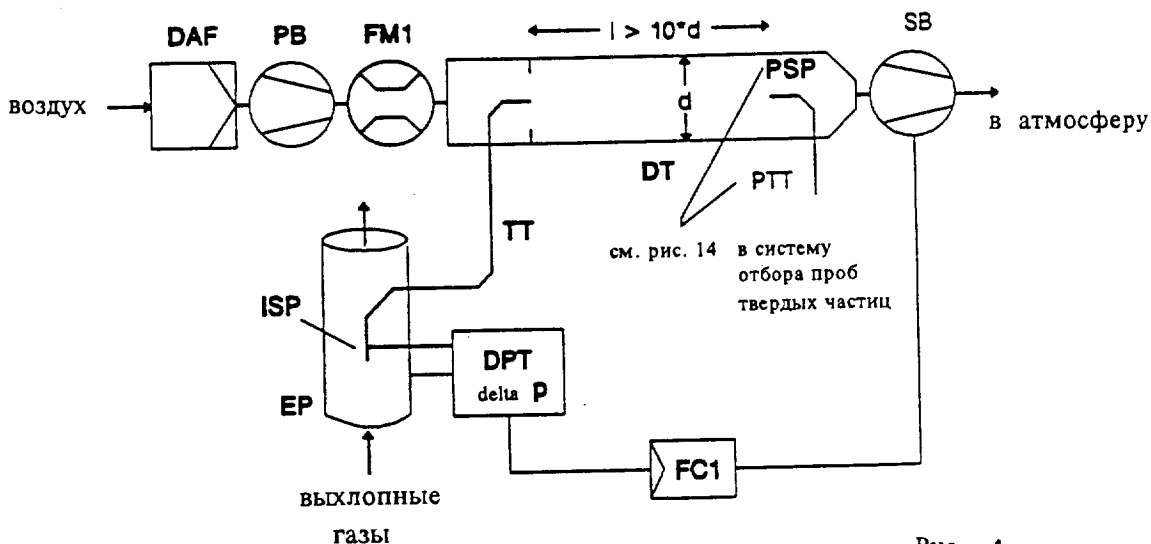 DAF
PB
FM1
l > 10*d
SB
воздух
d
PSP
в атмосферу
DT
PTT
TT
см. рис. 14
в систему
отбора проб
твердых частиц
ISP
DPT
delta p
EP
FC1
выхлопные
газы